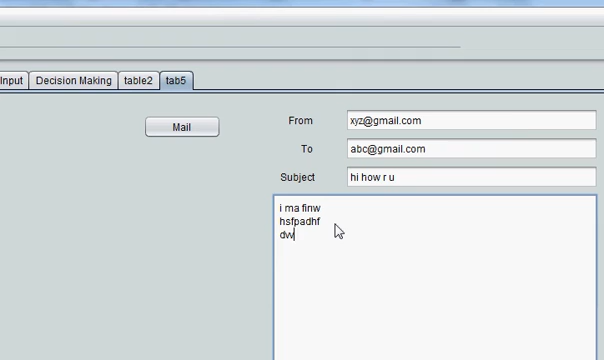 Input Decision Making table2 tab5
Mail
From xyz@gmail.com
To abc@gmail.com
Subject hi how r u
i ma finw
hsfpadhf
dw